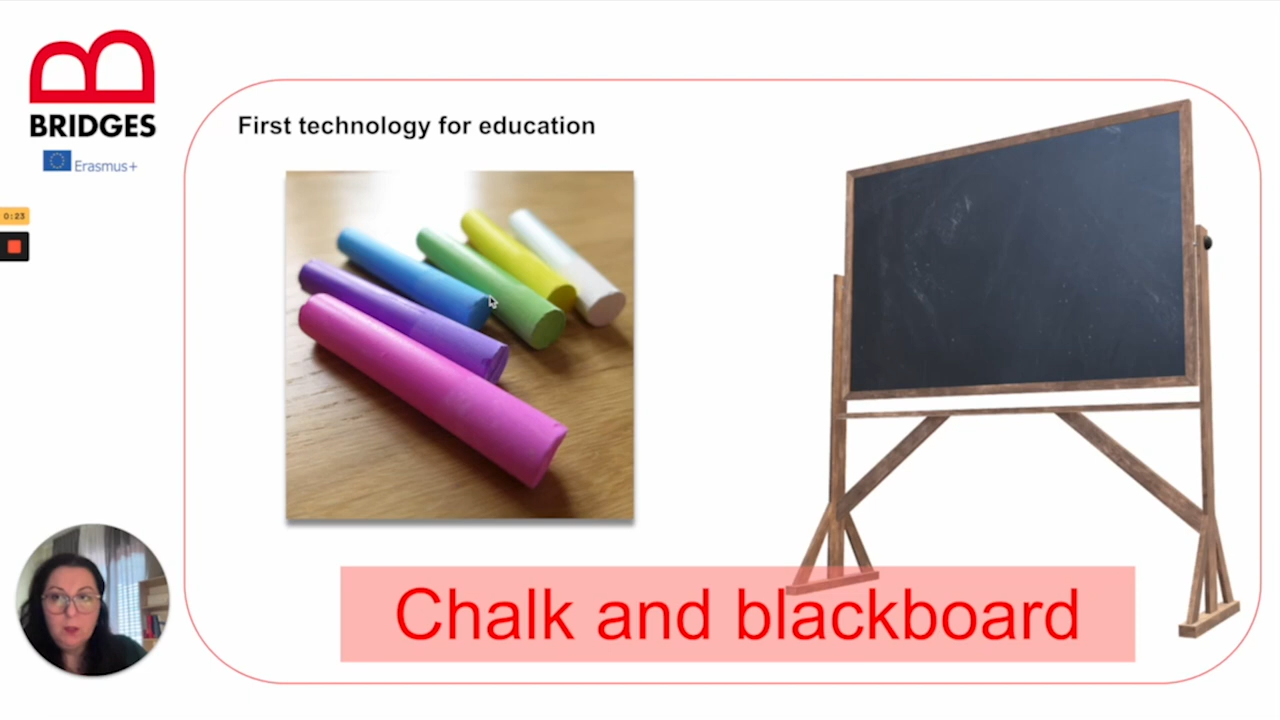 BRIDGES
Erasmus+
First technology for education
0:23
Chalk and blackboard